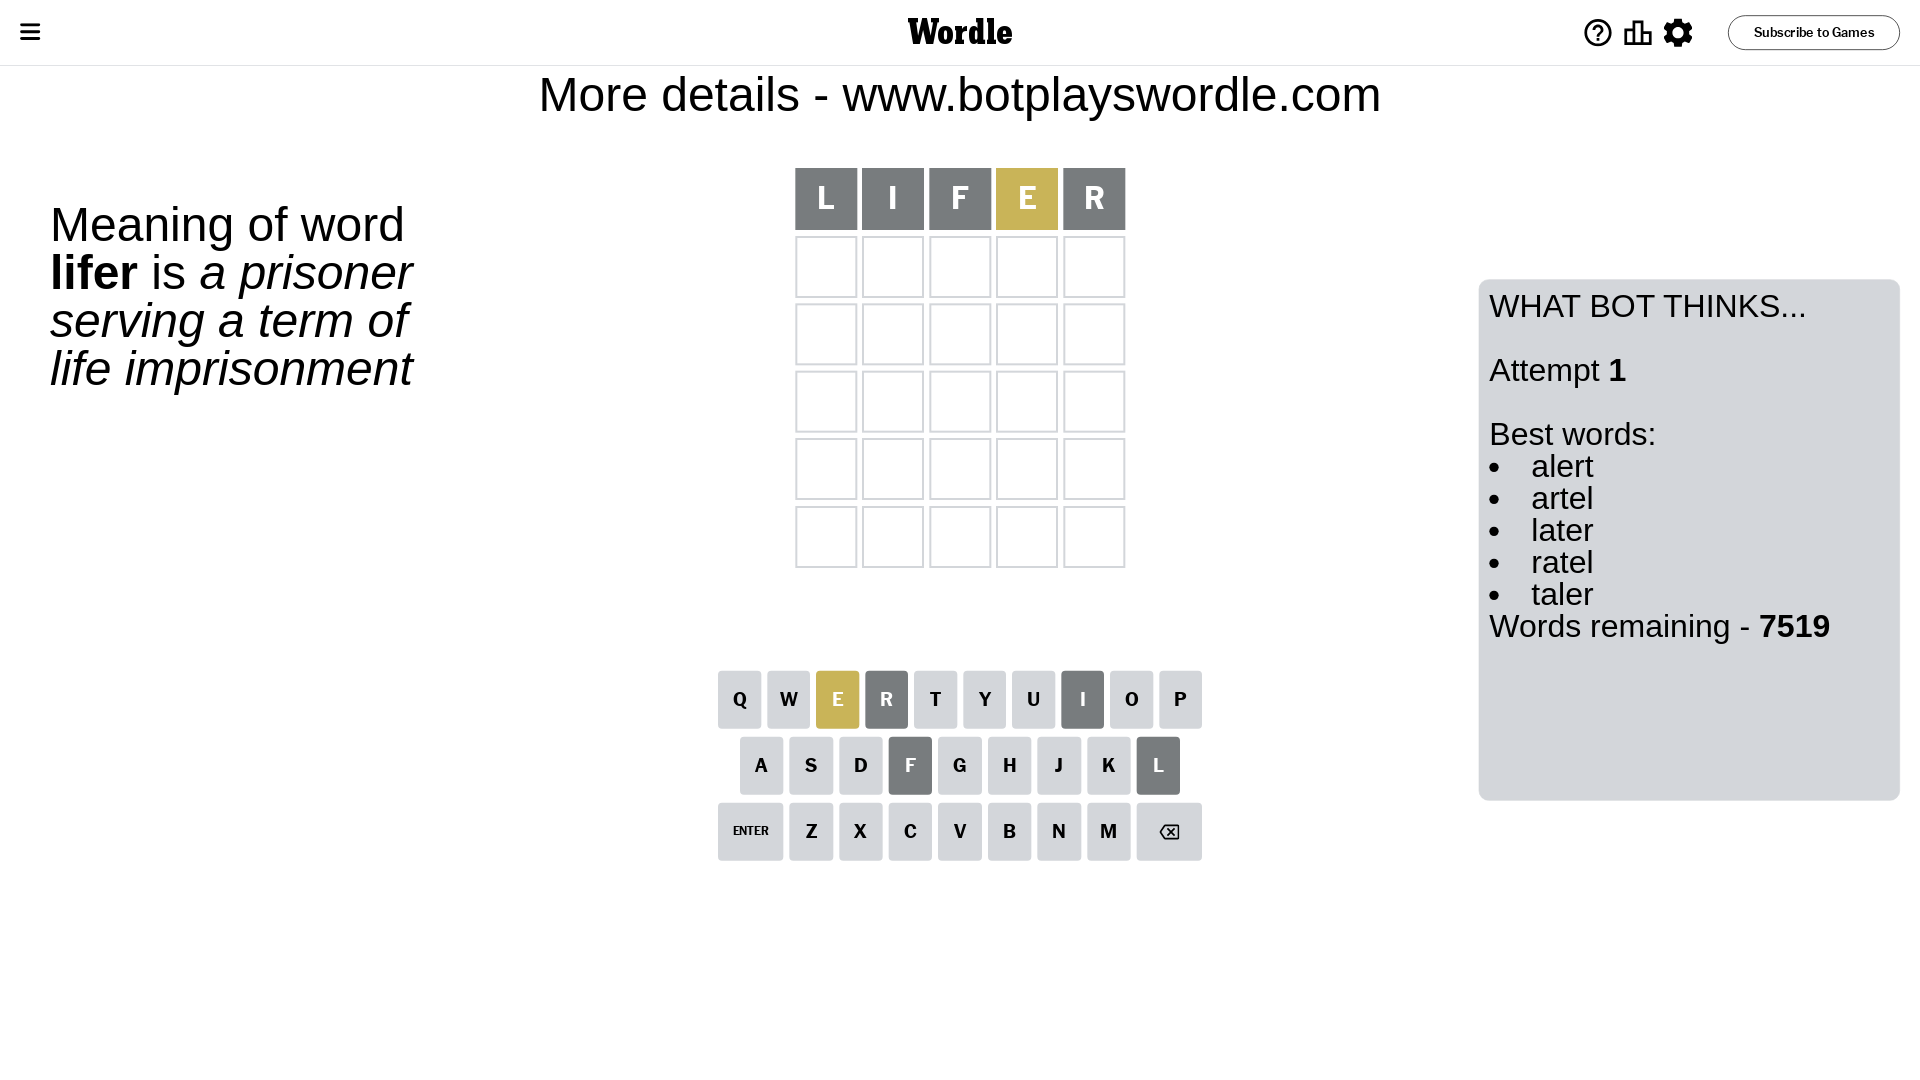 Wordle
Subscribe to Games
More details - www.botplayswordle.com
Meaning of word
lifer is a prisoner
serving a term of
life imprisonment
L I F E R
WHAT BOT THINKS...
Attempt 1
Best words:
• alert
• artel
• later
• ratel
• taler
Words remaining - 7519
Q W E R T Y U I O P
A S D F G H J K L
ENTER Z X C V B N M